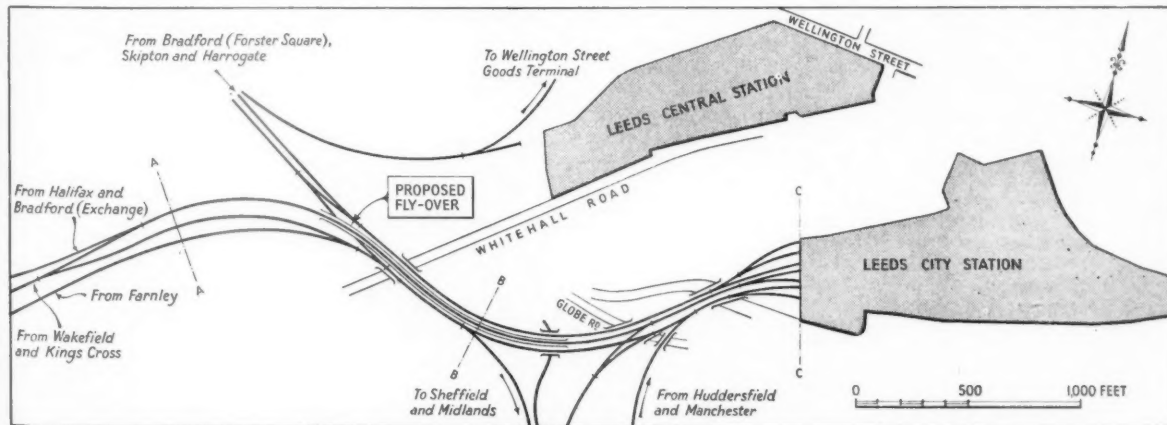 From Bradford (Forster Square),
Skipton and Harrogate
To Wellington Street
Goods Terminal
WELLINGTON
STREET
LEEDS CENTRAL STATION
From Halifax and
Bradford (Exchange)
A
PROPOSED
FLY-OVER
WHITEHALL ROAD
C
LEEDS CITY STATION
A
From Farnley
B
GLOBE RD
From Wakefield
and Kings Cross
B
To Sheffield
and Midlands
From Huddersfield
and Manchester
C
0 500 1,000 FEET